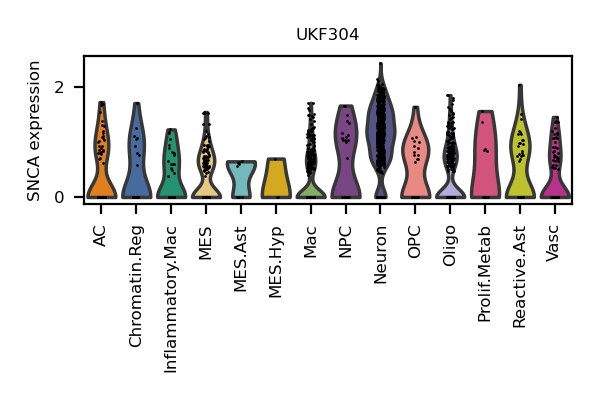 UKF304
SNCA expression
2
0
AC
Chromatin.Reg
Inflammatory.Mac
MES
MES.Ast
MES.Hyp
Mac
NPC
Neuron
OPC
Oligo
Prolif.Metab
Reactive.Ast
Vasc